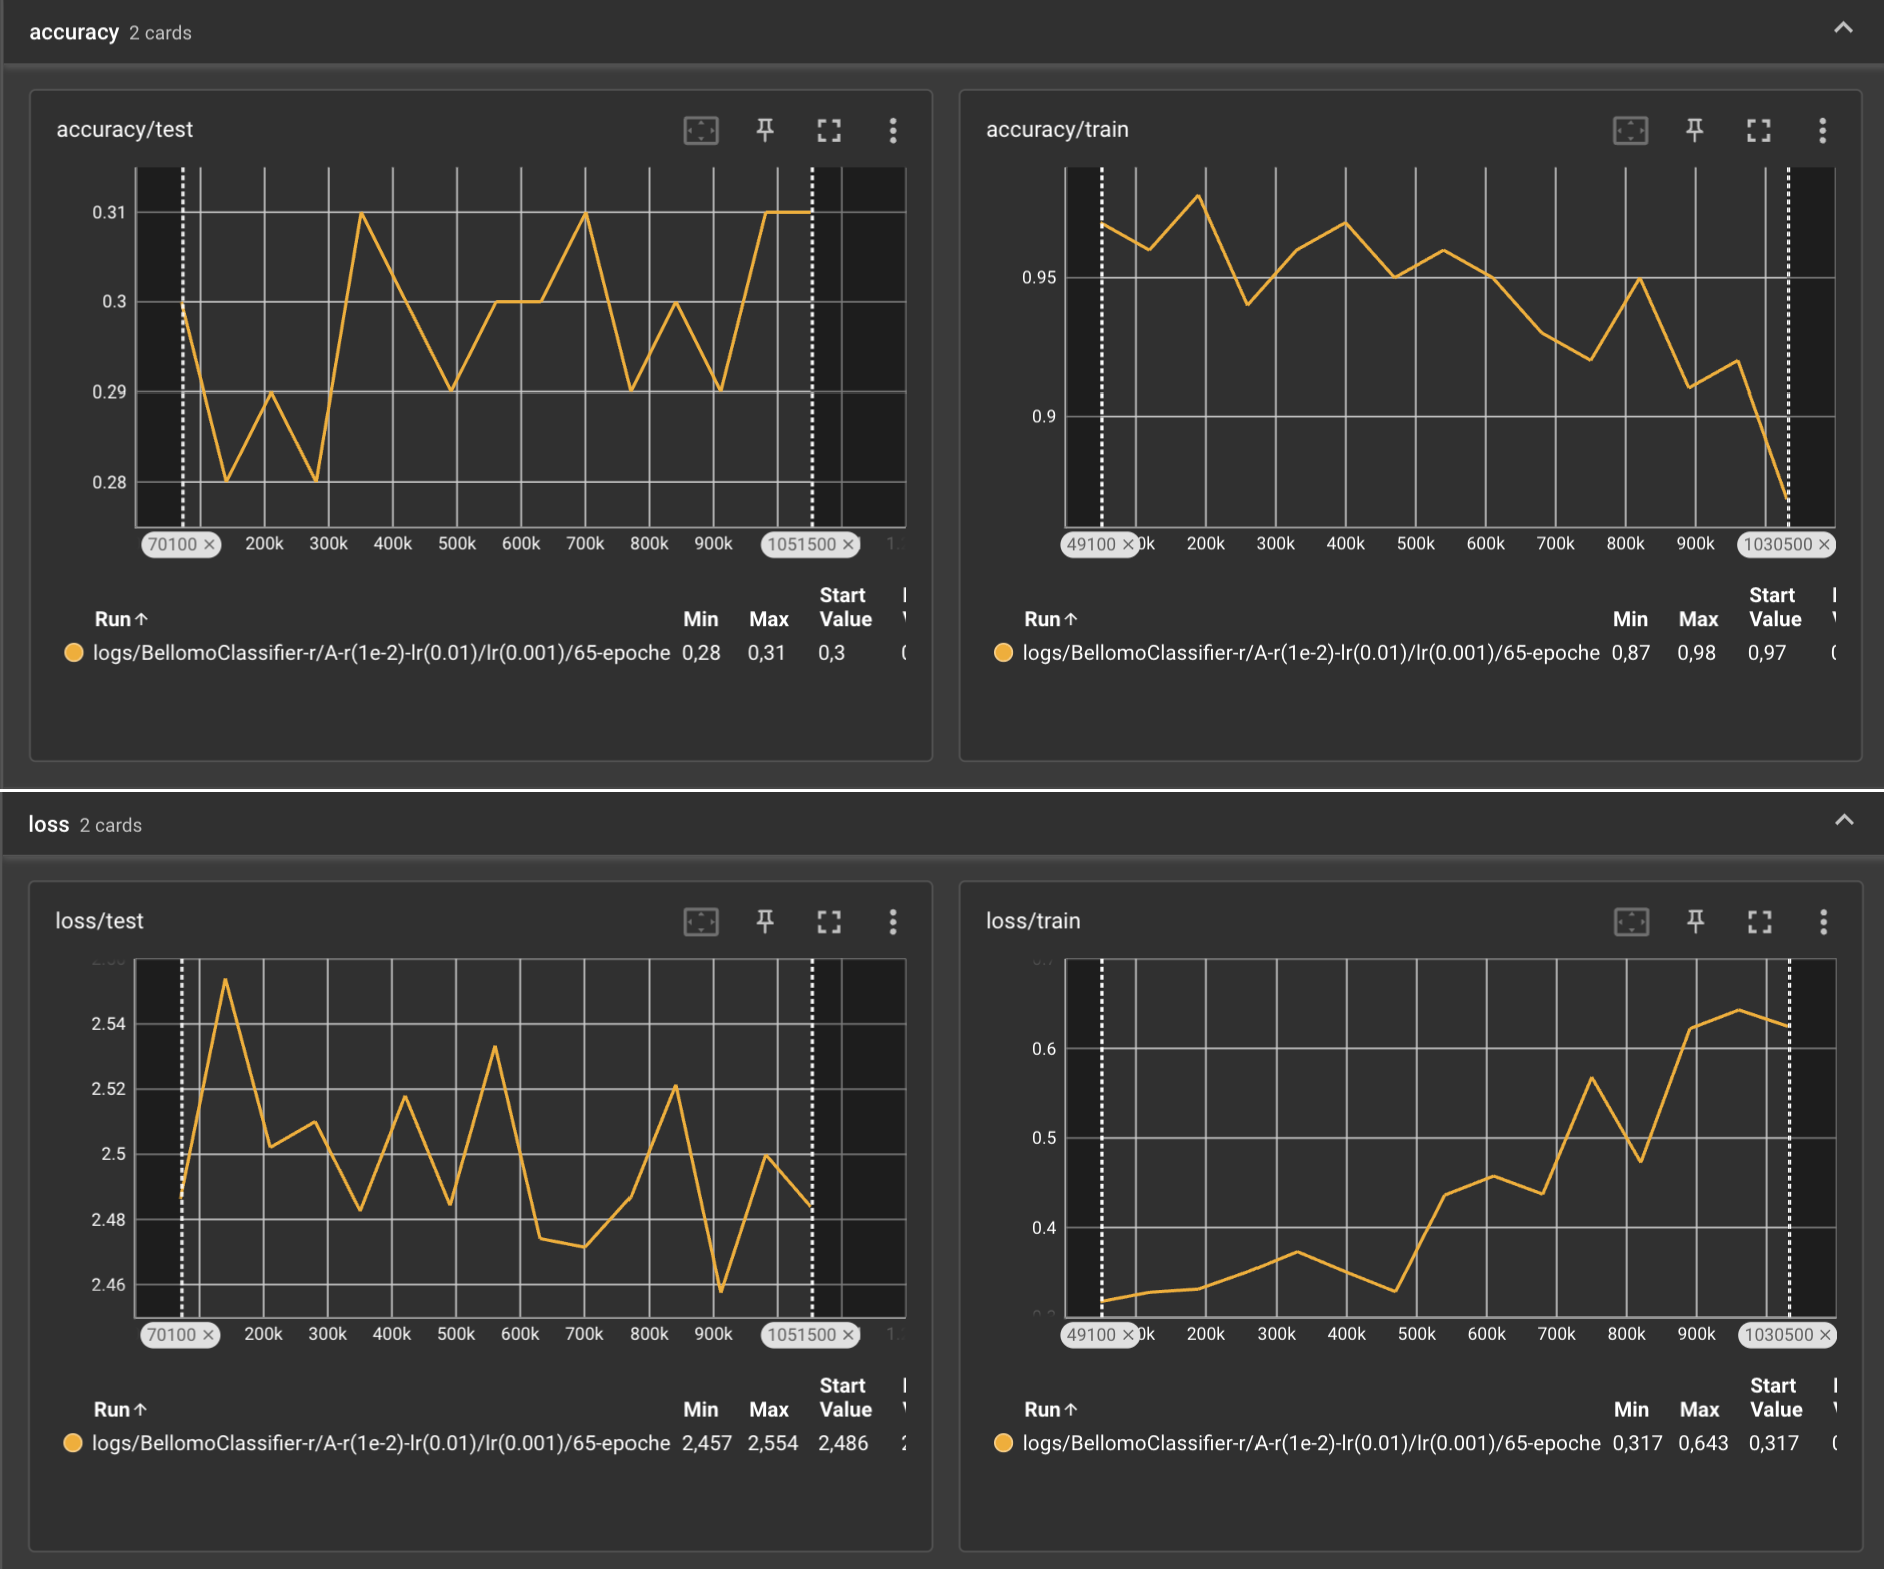 accuracy 2 cards
accuracy/test
0.31
0.3
0.29
0.28
70100 × 200k 300k 400k 500k 600k 700k 800k 900k 1051500 ×
Run↑ Min Max Start Value
logs/BellomoClassifier-r/A-r(1e-2)-lr(0.01)/lr(0.001)/65-epoche 0,28 0,31 0,3
accuracy/train
0.95
0.9
49100 × 0k 200k 300k 400k 500k 600k 700k 800k 900k 1030500 ×
Run↑ Min Max Start Value
logs/BellomoClassifier-r/A-r(1e-2)-lr(0.01)/lr(0.001)/65-epoche 0,87 0,98 0,97
loss 2 cards
loss/test
2.54
2.52
2.5
2.48
2.46
70100 × 200k 300k 400k 500k 600k 700k 800k 900k 1051500 ×
Run↑ Min Max Start Value
logs/BellomoClassifier-r/A-r(1e-2)-lr(0.01)/lr(0.001)/65-epoche 2,457 2,554 2,486
loss/train
0.6
0.5
0.4
49100 × 0k 200k 300k 400k 500k 600k 700k 800k 900k 1030500 ×
Run↑ Min Max Start Value
logs/BellomoClassifier-r/A-r(1e-2)-lr(0.01)/lr(0.001)/65-epoche 0,317 0,643 0,317